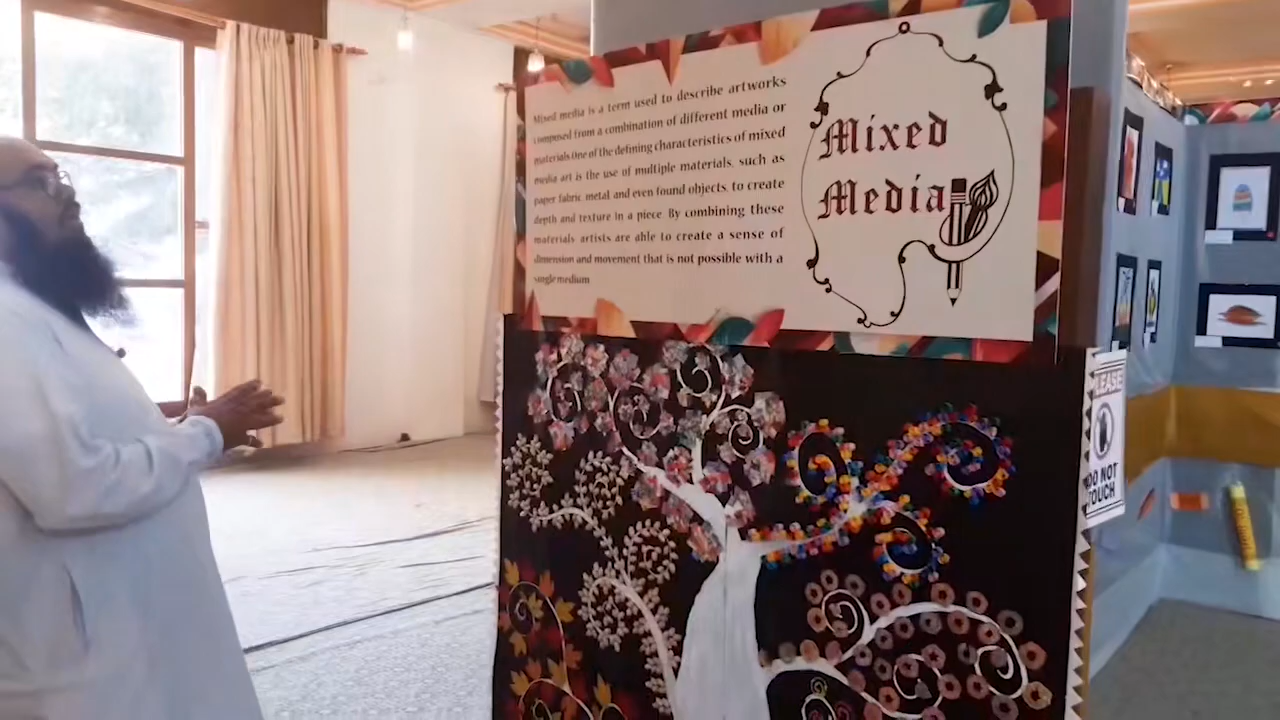 Mixed media is a term used to describe artworks
composed from a combination of different media or
materials.One of the defining characteristics of mixed
media art is the use of multiple materials, such as
paper fabric, metal and even found objects, to create
depth and texture in a piece. By combining these
materials artists are able to create a sense of
dimension and movement that is not possible with a
single medium
Mixed
Media
PLEASE
DO NOT
TOUCH